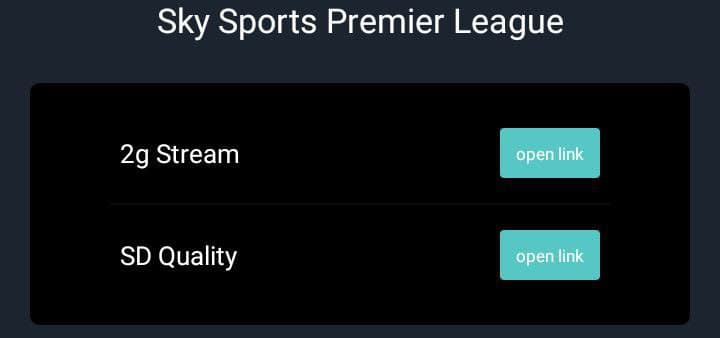 Sky Sports Premier League
2g Stream
open link
SD Quality
open link